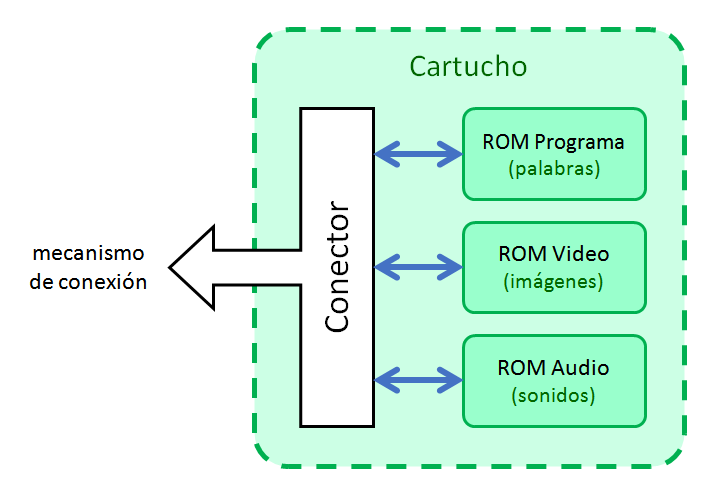 Cartucho
ROM Programa
(palabras)
mecanismo
de conexión
Conector
ROM Video
(imágenes)
ROM Audio
(sonidos)